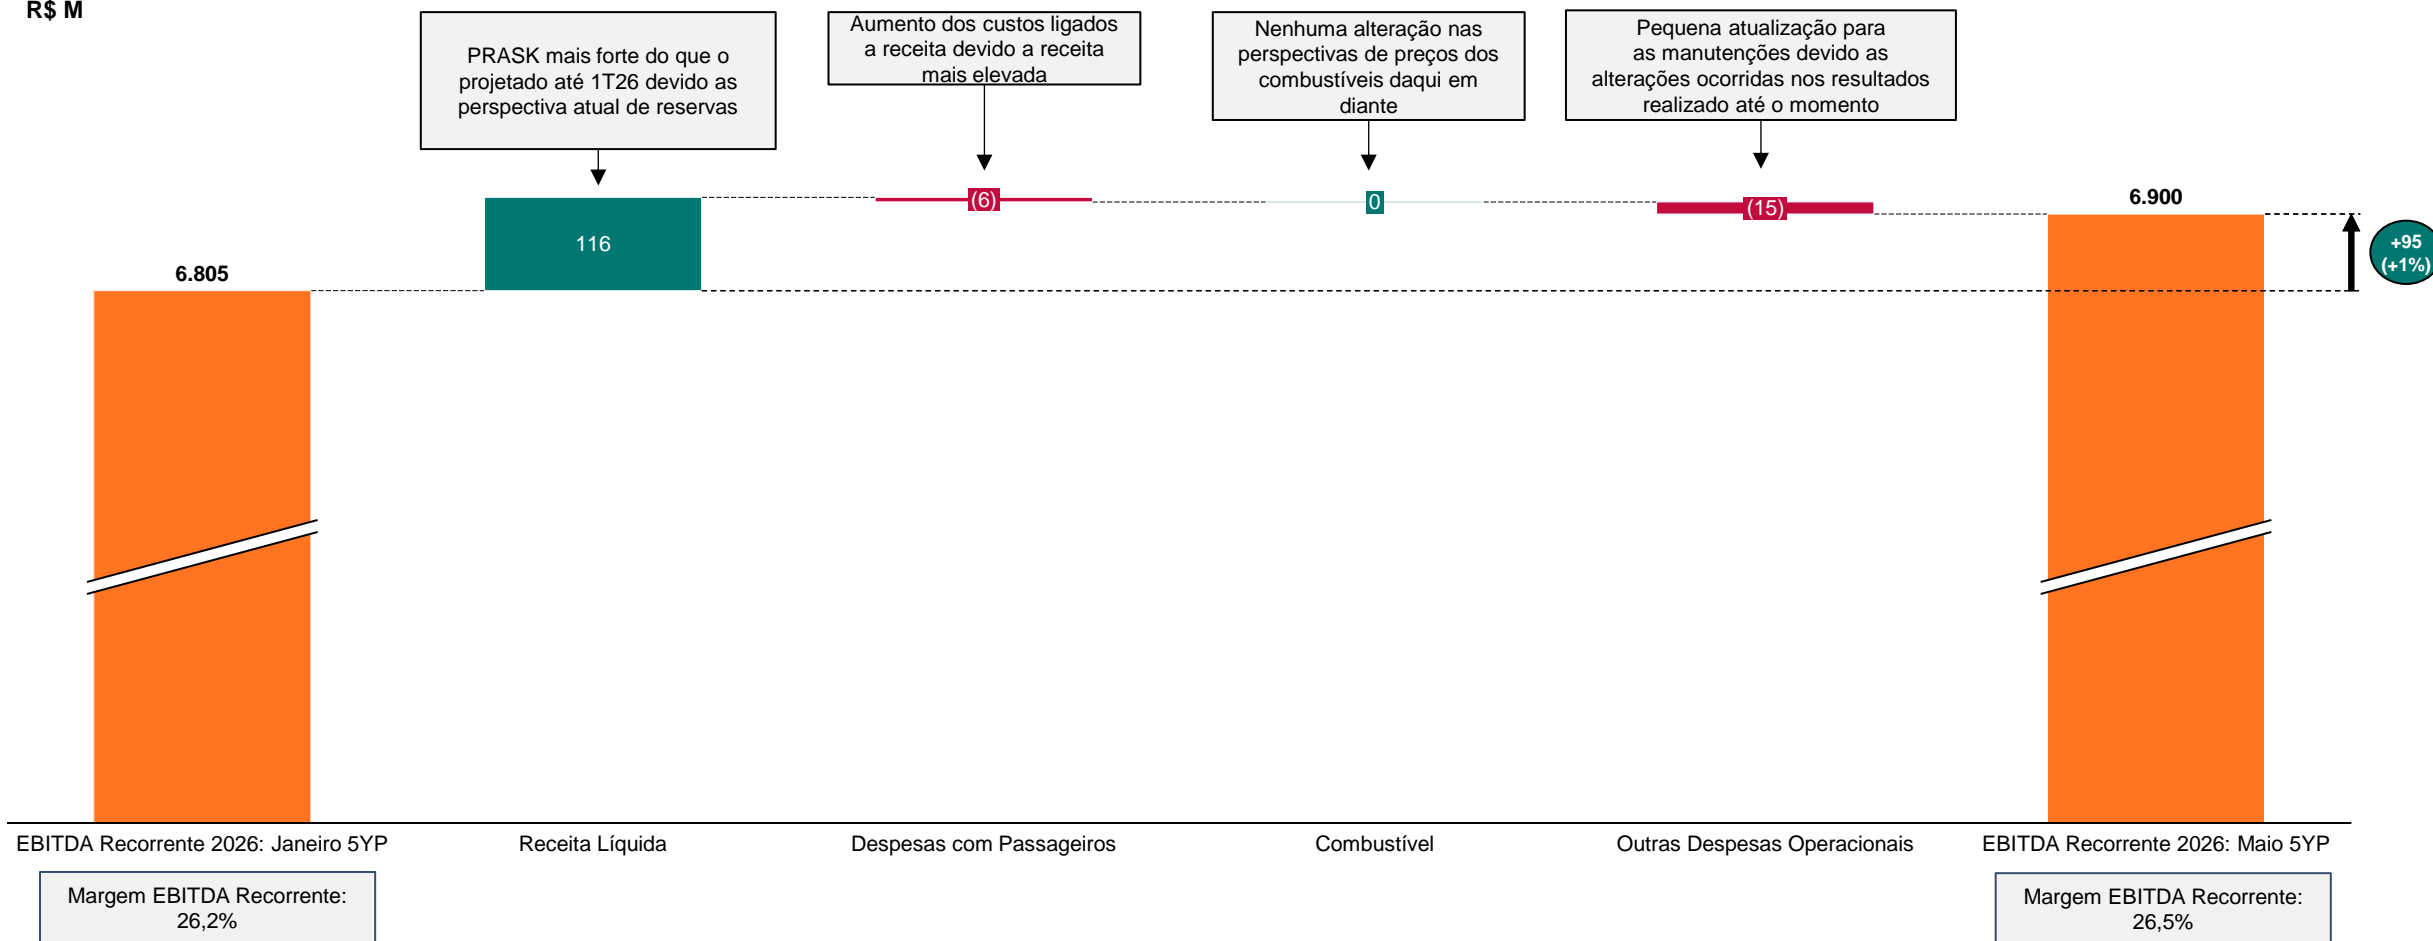 R$ M
PRASK mais forte do que o
projetado até 1T26 devido as
perspectiva atual de reservas
Aumento dos custos ligados
a receita devido a receita
mais elevada
Nenhuma alteração nas
perspectivas de preços dos
combustíveis daqui em
diante
Pequena atualização para
as manutenções devido as
alterações ocorridas nos resultados
realizado até o momento
6.805
116
(6)
0
(15)
6.900
+95
(+1%)
EBITDA Recorrente 2026: Janeiro 5YP
Receita Líquida
Despesas com Passageiros
Combustível
Outras Despesas Operacionais
EBITDA Recorrente 2026: Maio 5YP
Margem EBITDA Recorrente:
26,2%
Margem EBITDA Recorrente:
26,5%